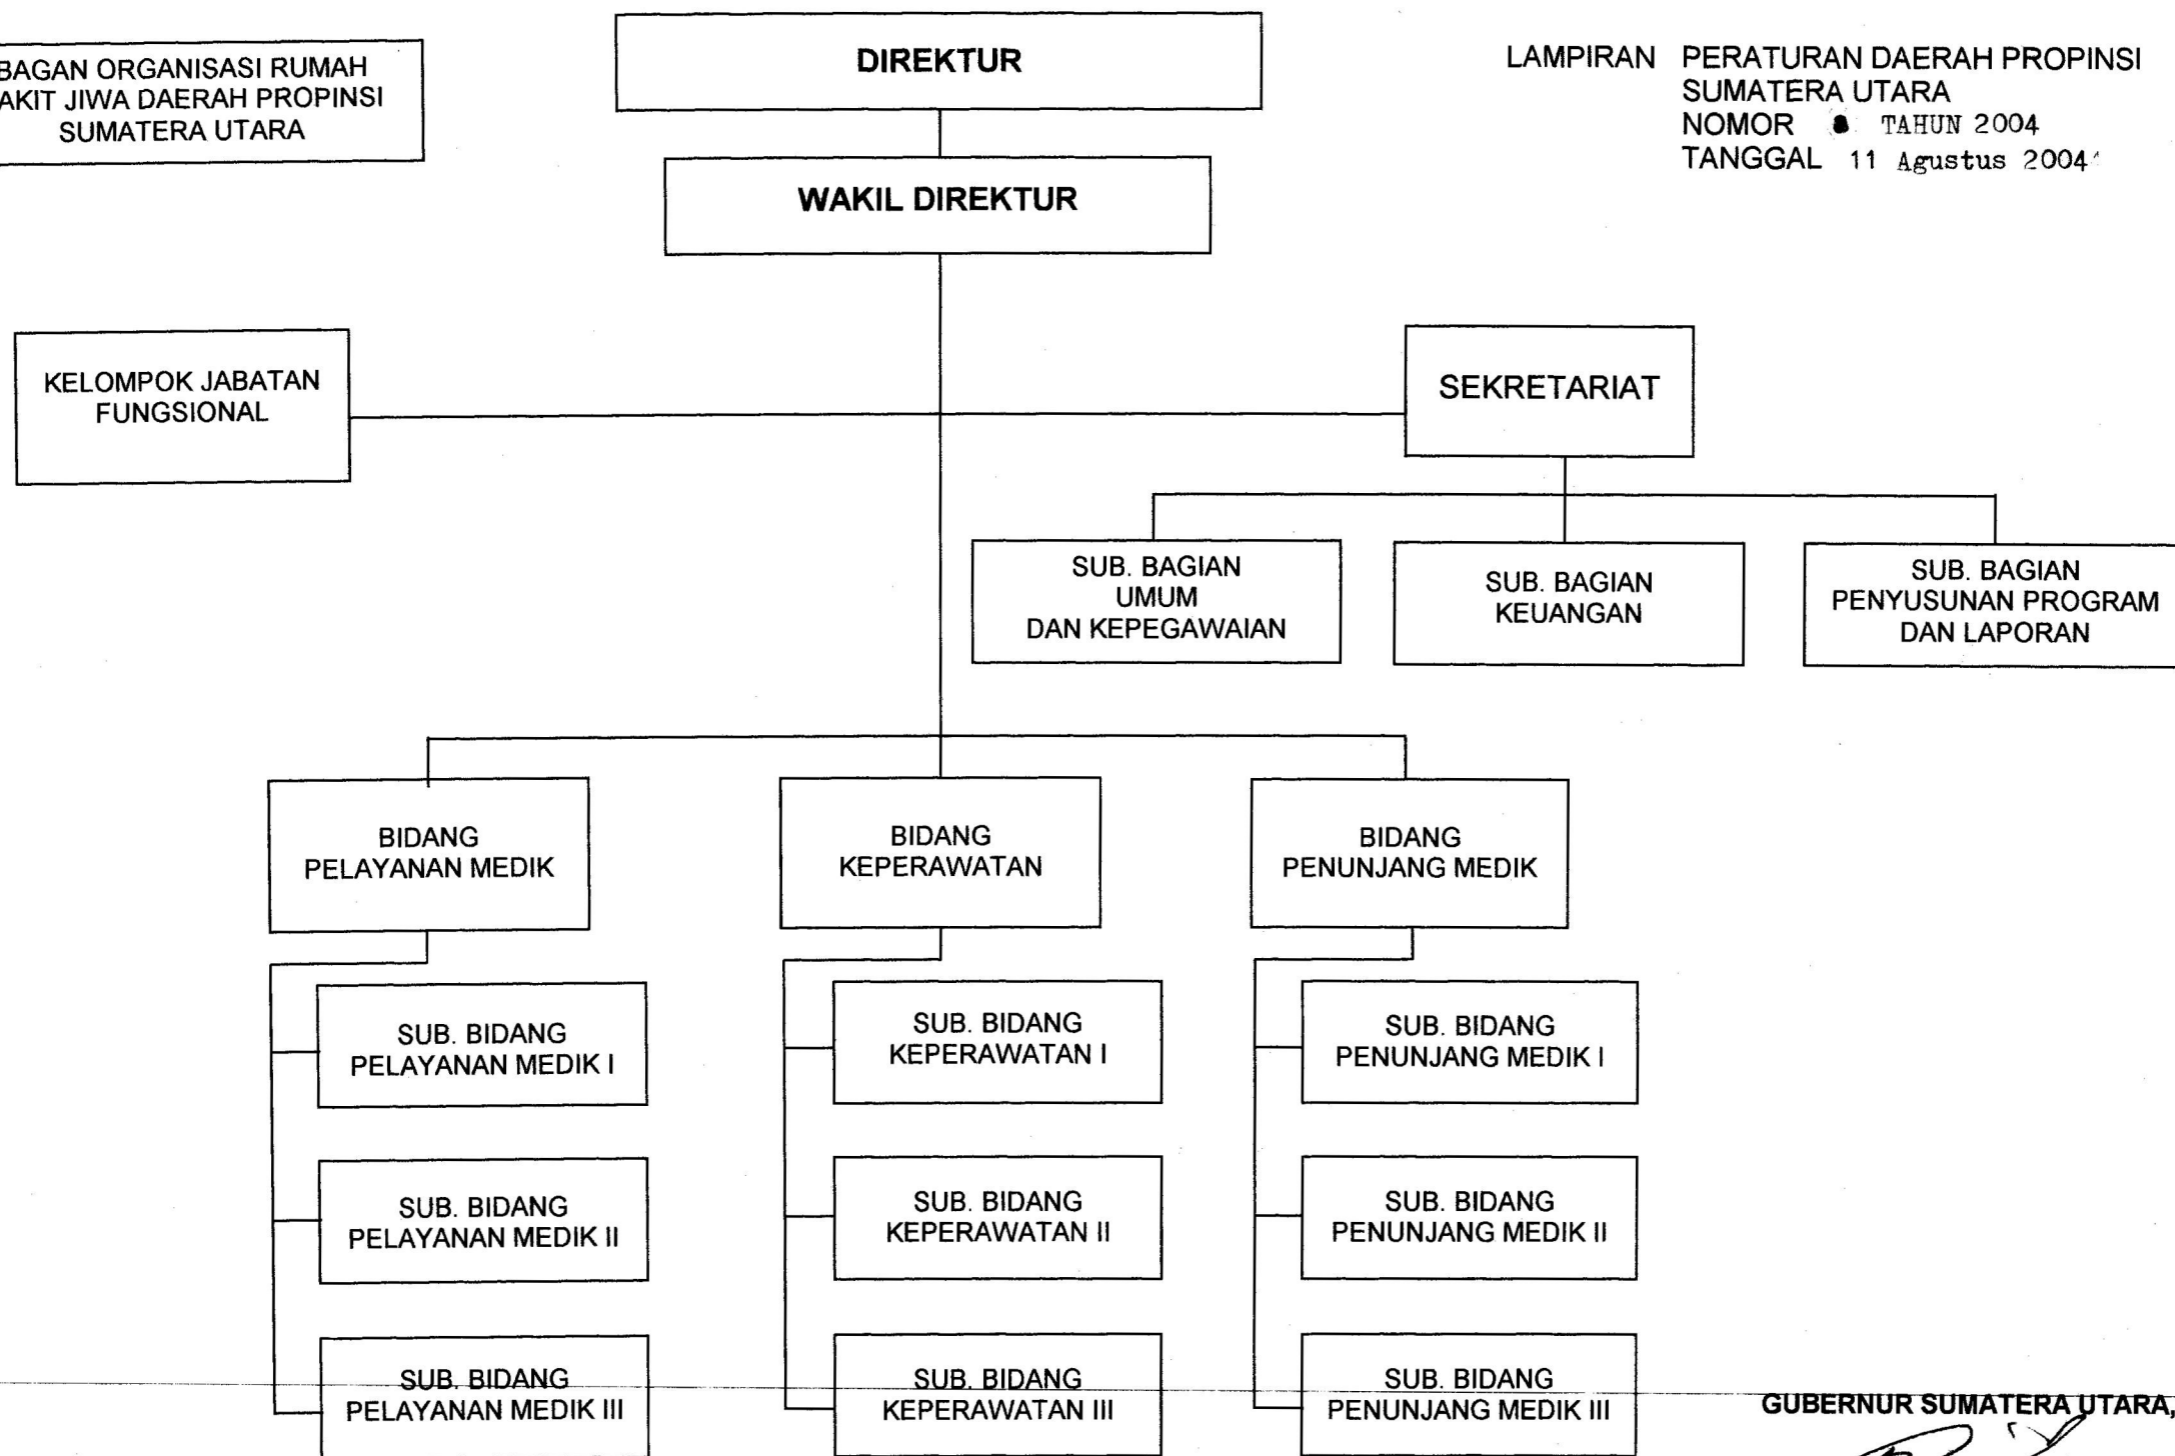 BAGAN ORGANISASI RUMAH
SAKIT JIWA DAERAH PROPINSI
SUMATERA UTARA
DIREKTUR
LAMPIRAN PERATURAN DAERAH PROPINSI
SUMATERA UTARA
NOMOR TAHUN 2004
TANGGAL 11 Agustus 2004
WAKIL DIREKTUR
KELOMPOK JABATAN
FUNGSIONAL
SEKRETARIAT
SUB. BAGIAN
UMUM
DAN KEPEGAWAIAN
SUB. BAGIAN
KEUANGAN
SUB. BAGIAN
PENYUSUNAN PROGRAM
DAN LAPORAN
BIDANG
PELAYANAN MEDIK
BIDANG
KEPERAWATAN
BIDANG
PENUNJANG MEDIK
SUB. BIDANG
PELAYANAN MEDIK I
SUB. BIDANG
KEPERAWATAN I
SUB. BIDANG
PENUNJANG MEDIK I
SUB. BIDANG
PELAYANAN MEDIK II
SUB. BIDANG
KEPERAWATAN II
SUB. BIDANG
PENUNJANG MEDIK II
SUB. BIDANG
PELAYANAN MEDIK III
SUB. BIDANG
KEPERAWATAN III
SUB. BIDANG
PENUNJANG MEDIK III
GUBERNUR SUMATERA UTARA,